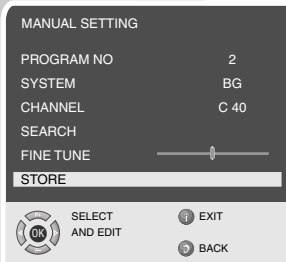 MANUAL SETTING
PROGRAM NO 2
SYSTEM BG
CHANNEL C 40
SEARCH
FINE TUNE
STORE
OK SELECT AND EDIT
EXIT
BACK